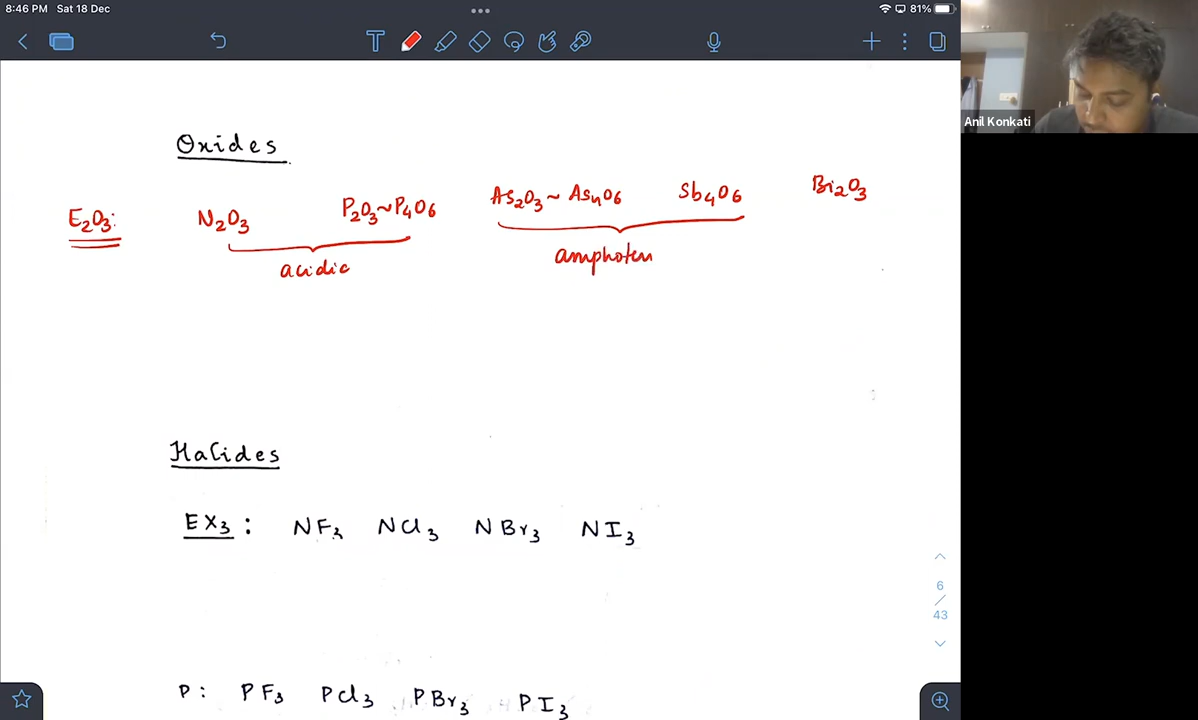 8:46 PM Sat 18 Dec 81%
Anil Konkati
Oxides
E₂O₃: N₂O₃ P₂O₃~P₄O₆ As₂O₃~As₄O₆ Sb₄O₆ Bi₂O₃
acidic amphoteri
Halides
EX₃ : NF₃ NCl₃ NBr₃ NI₃
6
/
43
P : PF₃ PCl₃ PBr₃ PI₃